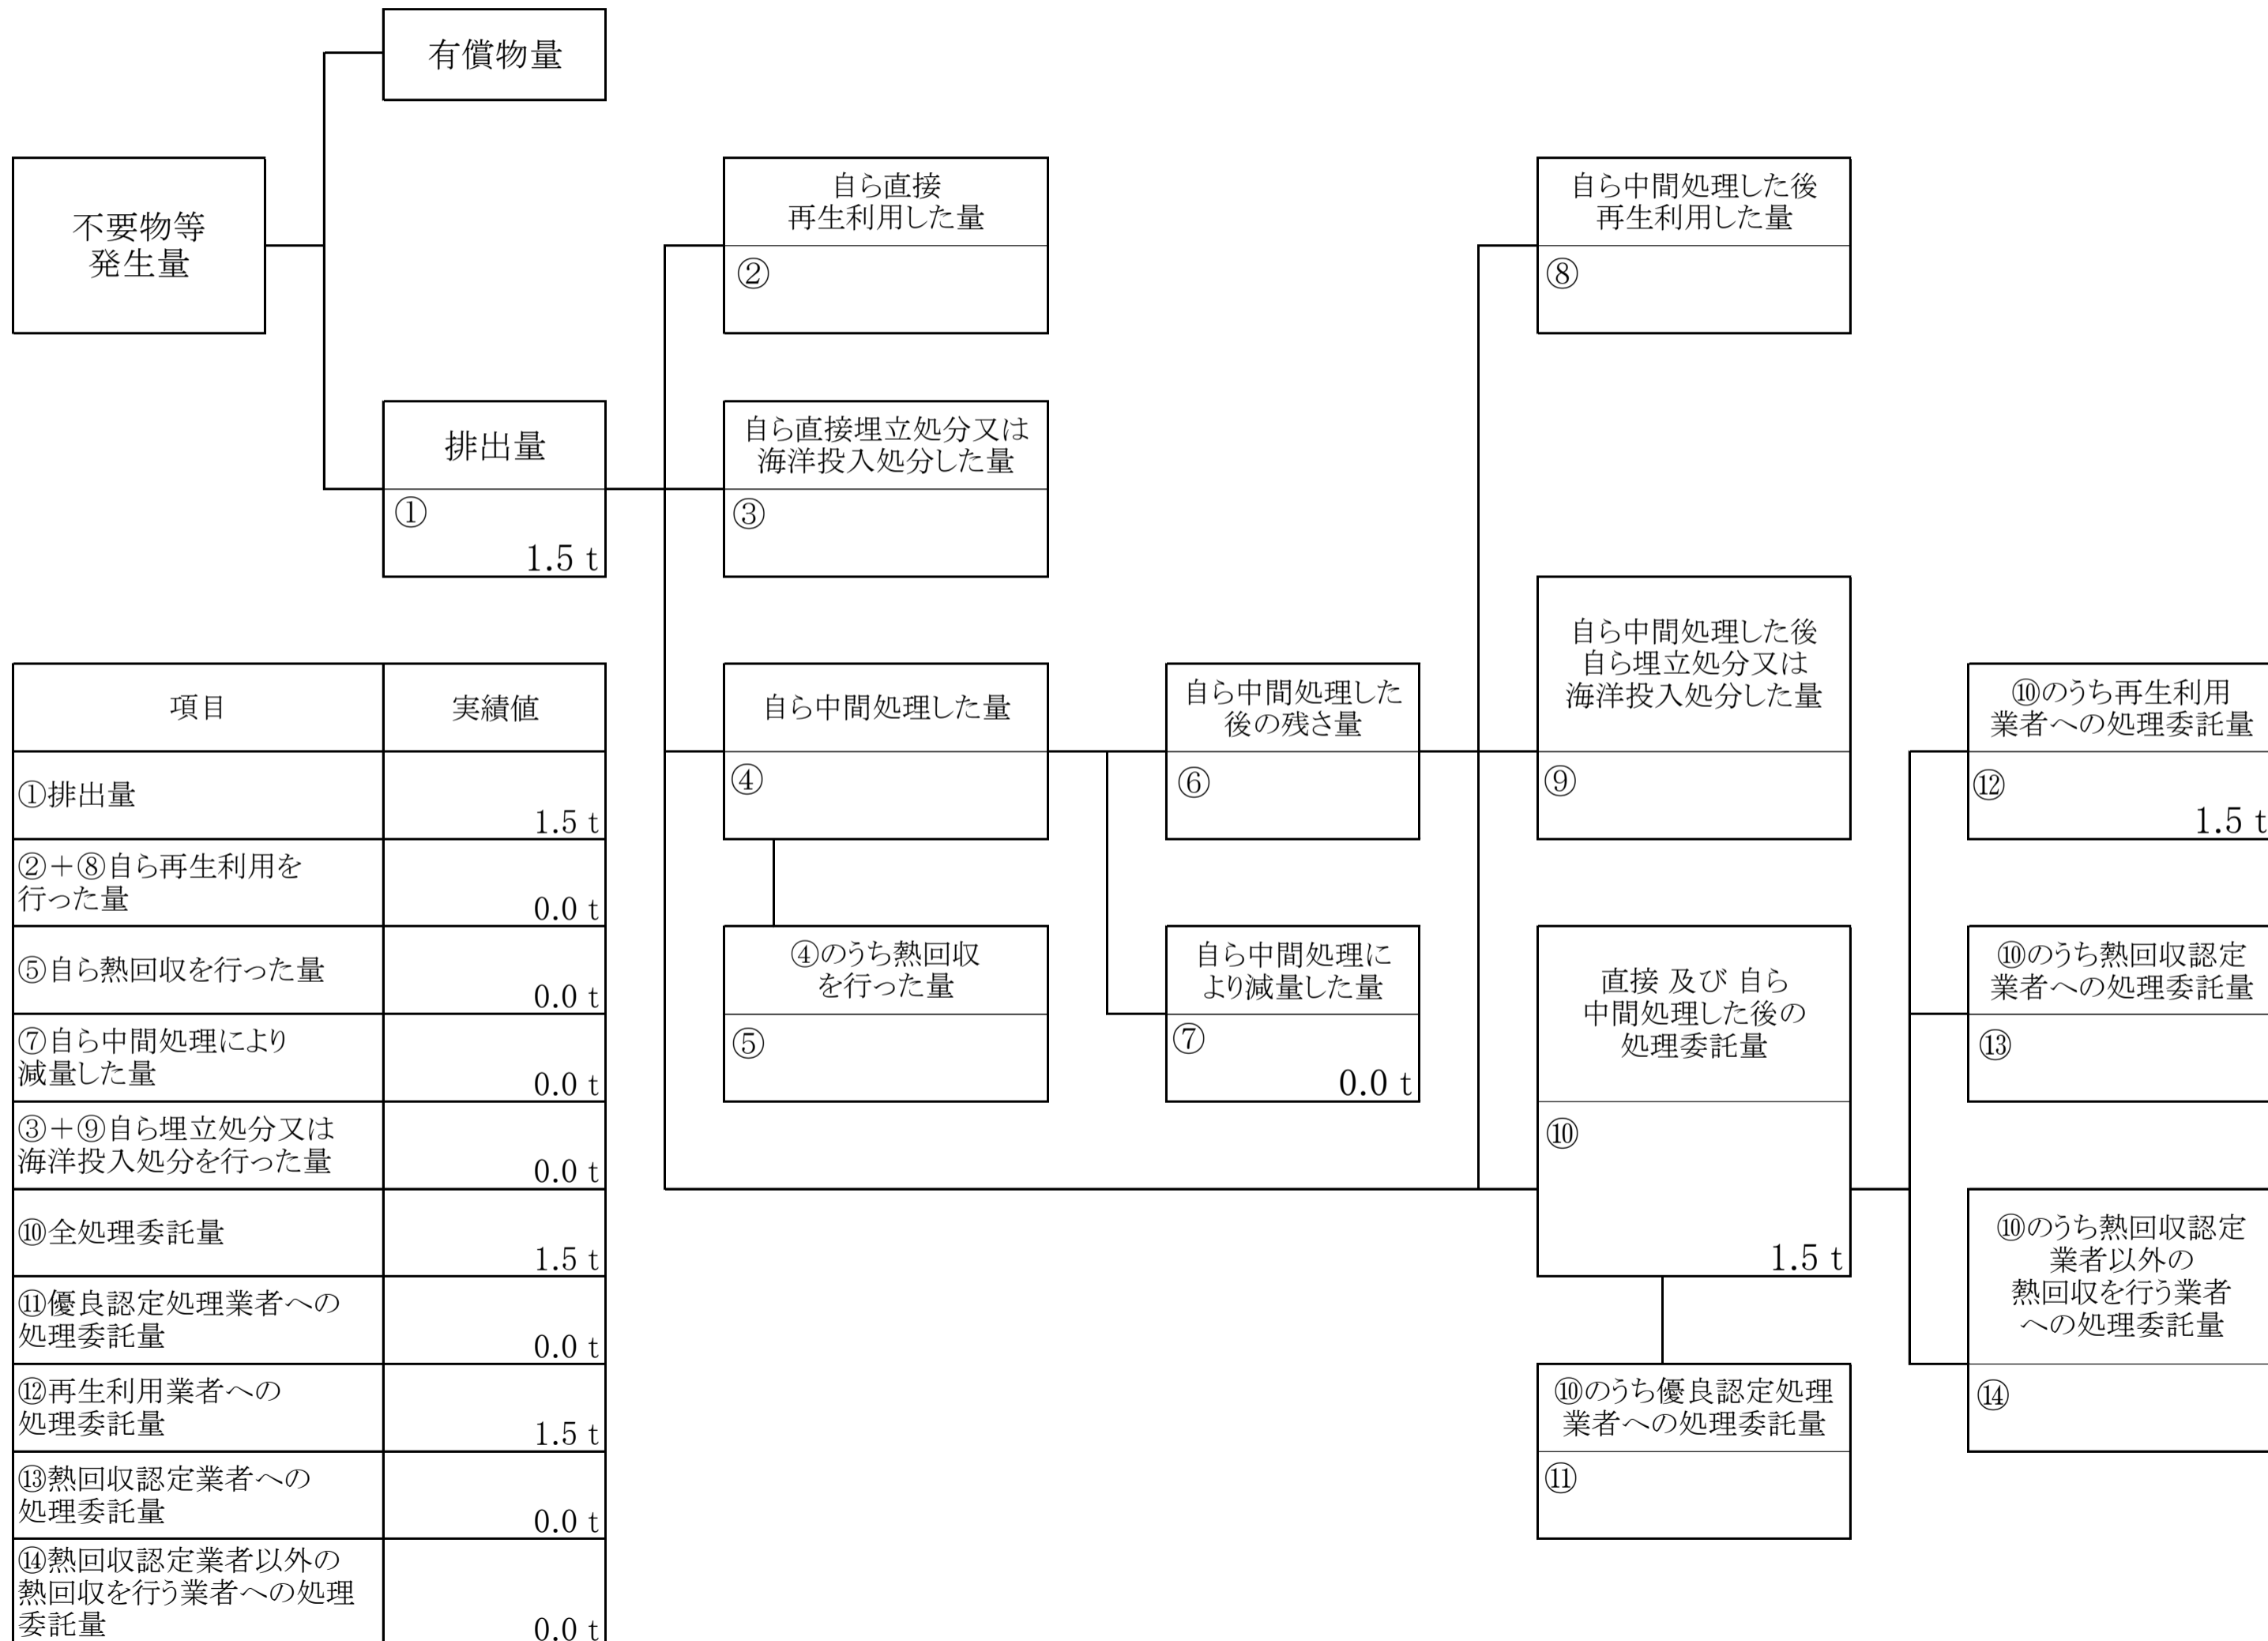 有償物量
不要物等
発生量
自ら直接
再生利用した量
②
自ら中間処理した後
再生利用した量
⑧
排出量
①
1.5 t
自ら直接埋立処分又は
海洋投入処分した量
③
自ら中間処理した量
④
自ら中間処理した
後の残さ量
⑥
自ら中間処理した後
自ら埋立処分又は
海洋投入処分した量
⑨
⑩のうち再生利用
業者への処理委託量
⑫
1.5 t
④のうち熱回収
を行った量
⑤
自ら中間処理に
より減量した量
⑦
0.0 t
直接 及び 自ら
中間処理した後の
処理委託量
⑩
1.5 t
⑩のうち熱回収認定
業者への処理委託量
⑬
⑩のうち熱回収認定
業者以外の
熱回収を行う業者
への処理委託量
⑭
⑩のうち優良認定処理
業者への処理委託量
⑪
項目
実績値
①排出量
1.5 t
②＋⑧自ら再生利用を
行った量
0.0 t
⑤自ら熱回収を行った量
0.0 t
⑦自ら中間処理により
減量した量
0.0 t
③＋⑨自ら埋立処分又は
海洋投入処分を行った量
0.0 t
⑩全処理委託量
1.5 t
⑪優良認定処理業者への
処理委託量
0.0 t
⑫再生利用業者への
処理委託量
1.5 t
⑬熱回収認定業者への
処理委託量
0.0 t
⑭熱回収認定業者以外の
熱回収を行う業者への処理
委託量
0.0 t